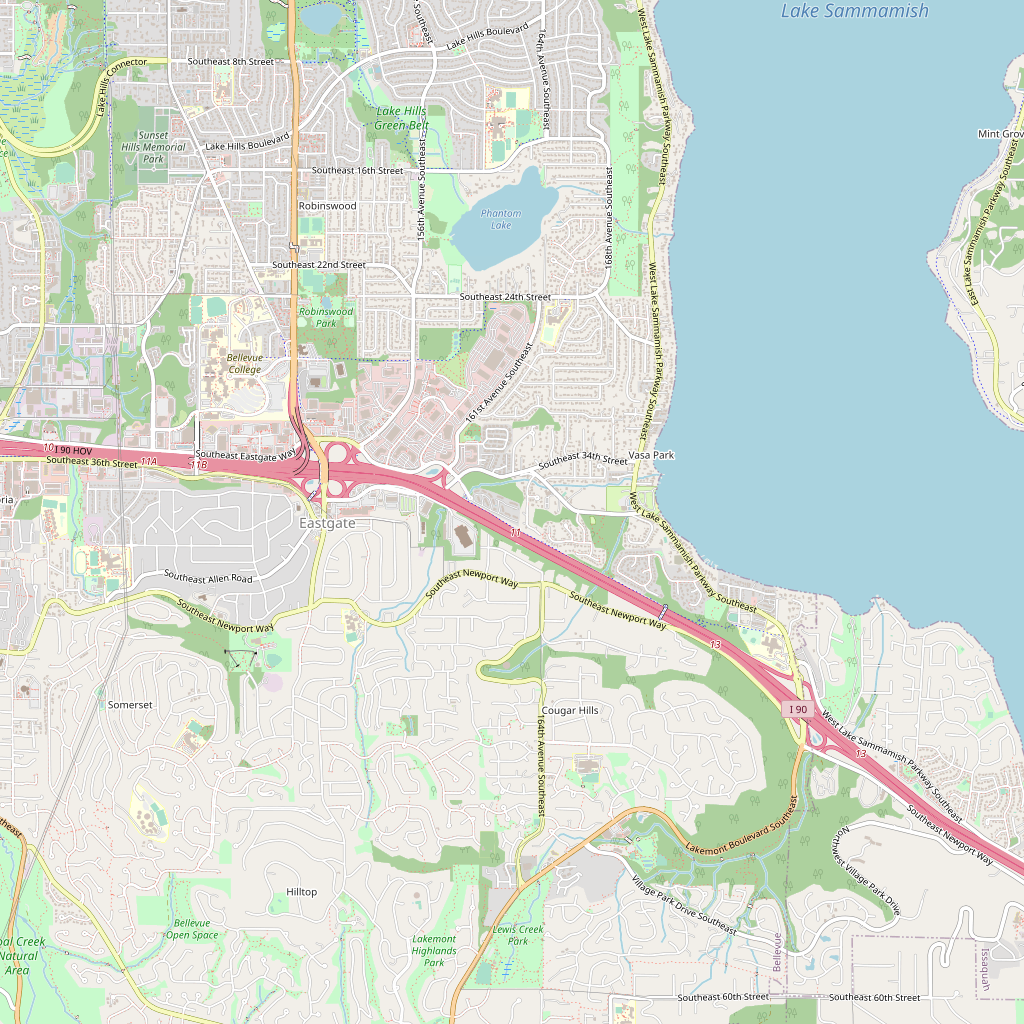 Lake Sammamish
Southeast
Lake Hills Boulevard
164th Avenue Southeast
West Lake Sammamish Parkway Southeast
Southeast 8th Street
Lake Hills Connector
Lake Hills
Green Belt
Sunset
Hills Memorial
Park
Lake Hills Boulevard
Mint Grov
Southeast 16th Street
156th Avenue Southeast
168th Avenue Southeast
East Lake Sammamish Parkway Southeast
Robinswood
Phantom
Lake
Southeast 22nd Street
Southeast 24th Street
West Lake Sammamish Parkway Southeast
Robinswood
Park
Bellevue
College
161st Avenue Southeast
10
I 90 HOV
Southeast 36th Street
11A
11B
Southeast Eastgate Way
Southeast 34th Street
Vasa Park
oria
Eastgate
11
West Lake Sammamish Parkway Southeast
Southeast Allen Road
Southeast Newport Way
Southeast Newport Way
Southeast Newport Way
13
Somerset
Cougar Hills
I 90
164th Avenue Southeast
West Lake Sammamish Parkway Southeast
13
Southeast Newport Way
Lakemont Boulevard Southeast
Northwest Village Park Drive
theast
Hilltop
Village Park Drive Southeast
Bellevue
Open Space
Lakemont
Highlands
Park
Lewis Creek
Park
oal Creek
Natural
Area
Bellevue
Issaquah
Southeast 60th Street
Southeast 60th Street